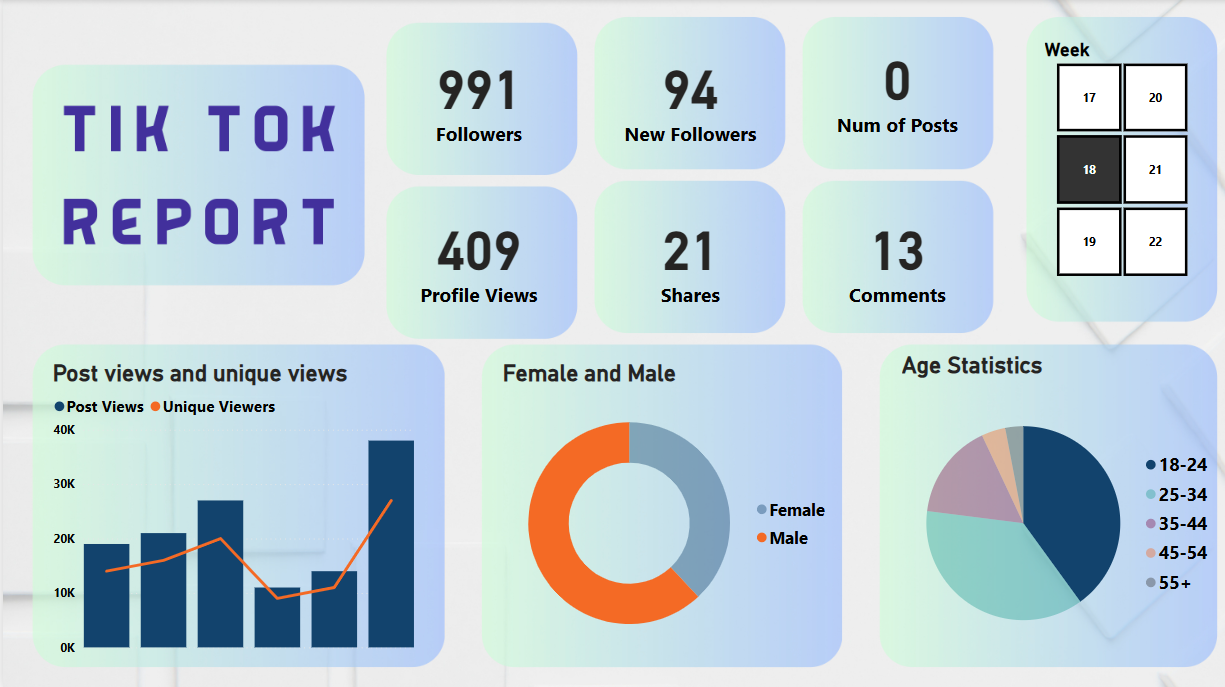 TIK TOK
REPORT
991
Followers
94
New Followers
0
Num of Posts
409
Profile Views
21
Shares
13
Comments
Week
17 20
18 21
19 22
Post views and unique views
Post Views Unique Viewers
40K
30K
20K
10K
0K
Female and Male
Female
Male
Age Statistics
18-24
25-34
35-44
45-54
55+